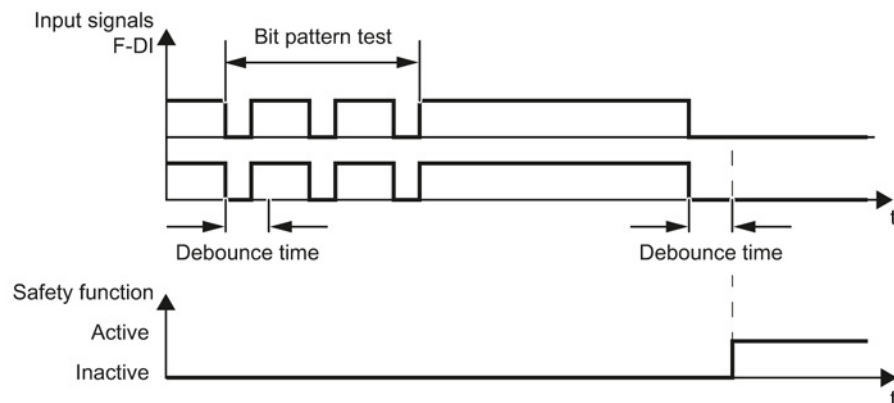 Input signals
F-DI
Bit pattern test
t
Debounce time
Debounce time
Safety function
Active
Inactive
t